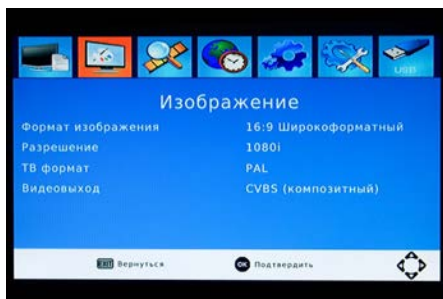 USB
Изображение
Формат изображения 16:9 Широкоформатный
Разрешение 1080i
ТВ формат PAL
Видеовыход CVBS (композитный)
EXIT Вернуться OK Подтвердить